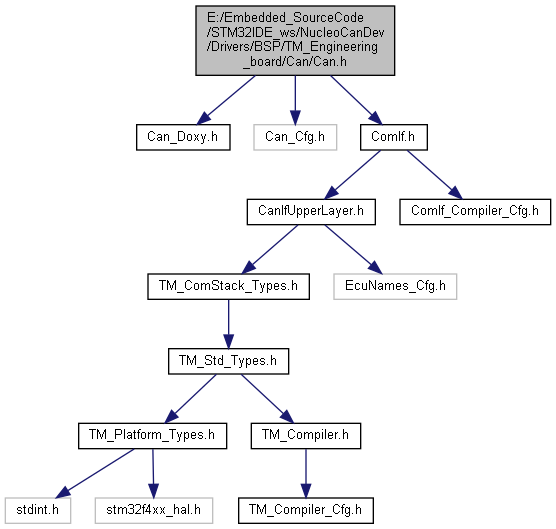 E:/Embedded_SourceCode
/STM32IDE_ws/NucleoCanDev
/Drivers/BSP/TM_Engineering
_board/Can/Can.h
Can_Doxy.h
Can_Cfg.h
ComIf.h
CanIfUpperLayer.h
ComIf_Compiler_Cfg.h
TM_ComStack_Types.h
EcuNames_Cfg.h
TM_Std_Types.h
TM_Platform_Types.h
TM_Compiler.h
stdint.h
stm32f4xx_hal.h
TM_Compiler_Cfg.h